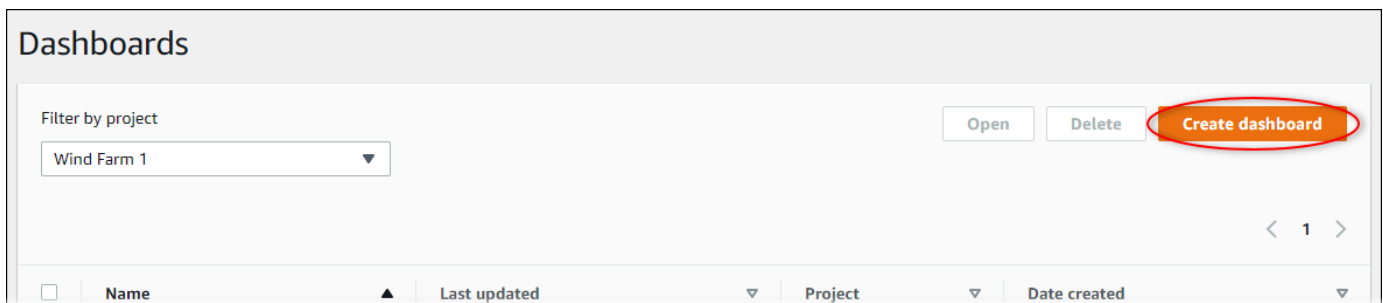 Dashboards
Filter by project
Open Delete Create dashboard
Wind Farm 1
1
Name Last updated Project Date created